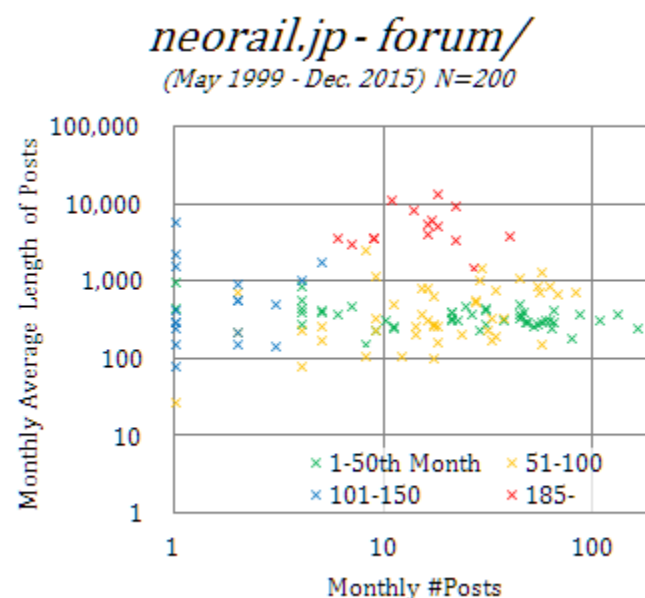 neorail.jp - forum/
(May 1999 - Dec. 2015) N=200
Monthly Average Length of Posts
100,000
10,000
1,000
100
10
1
× 1-50th Month × 51-100
× 101-150 × 185-
1 10 100
Monthly #Posts